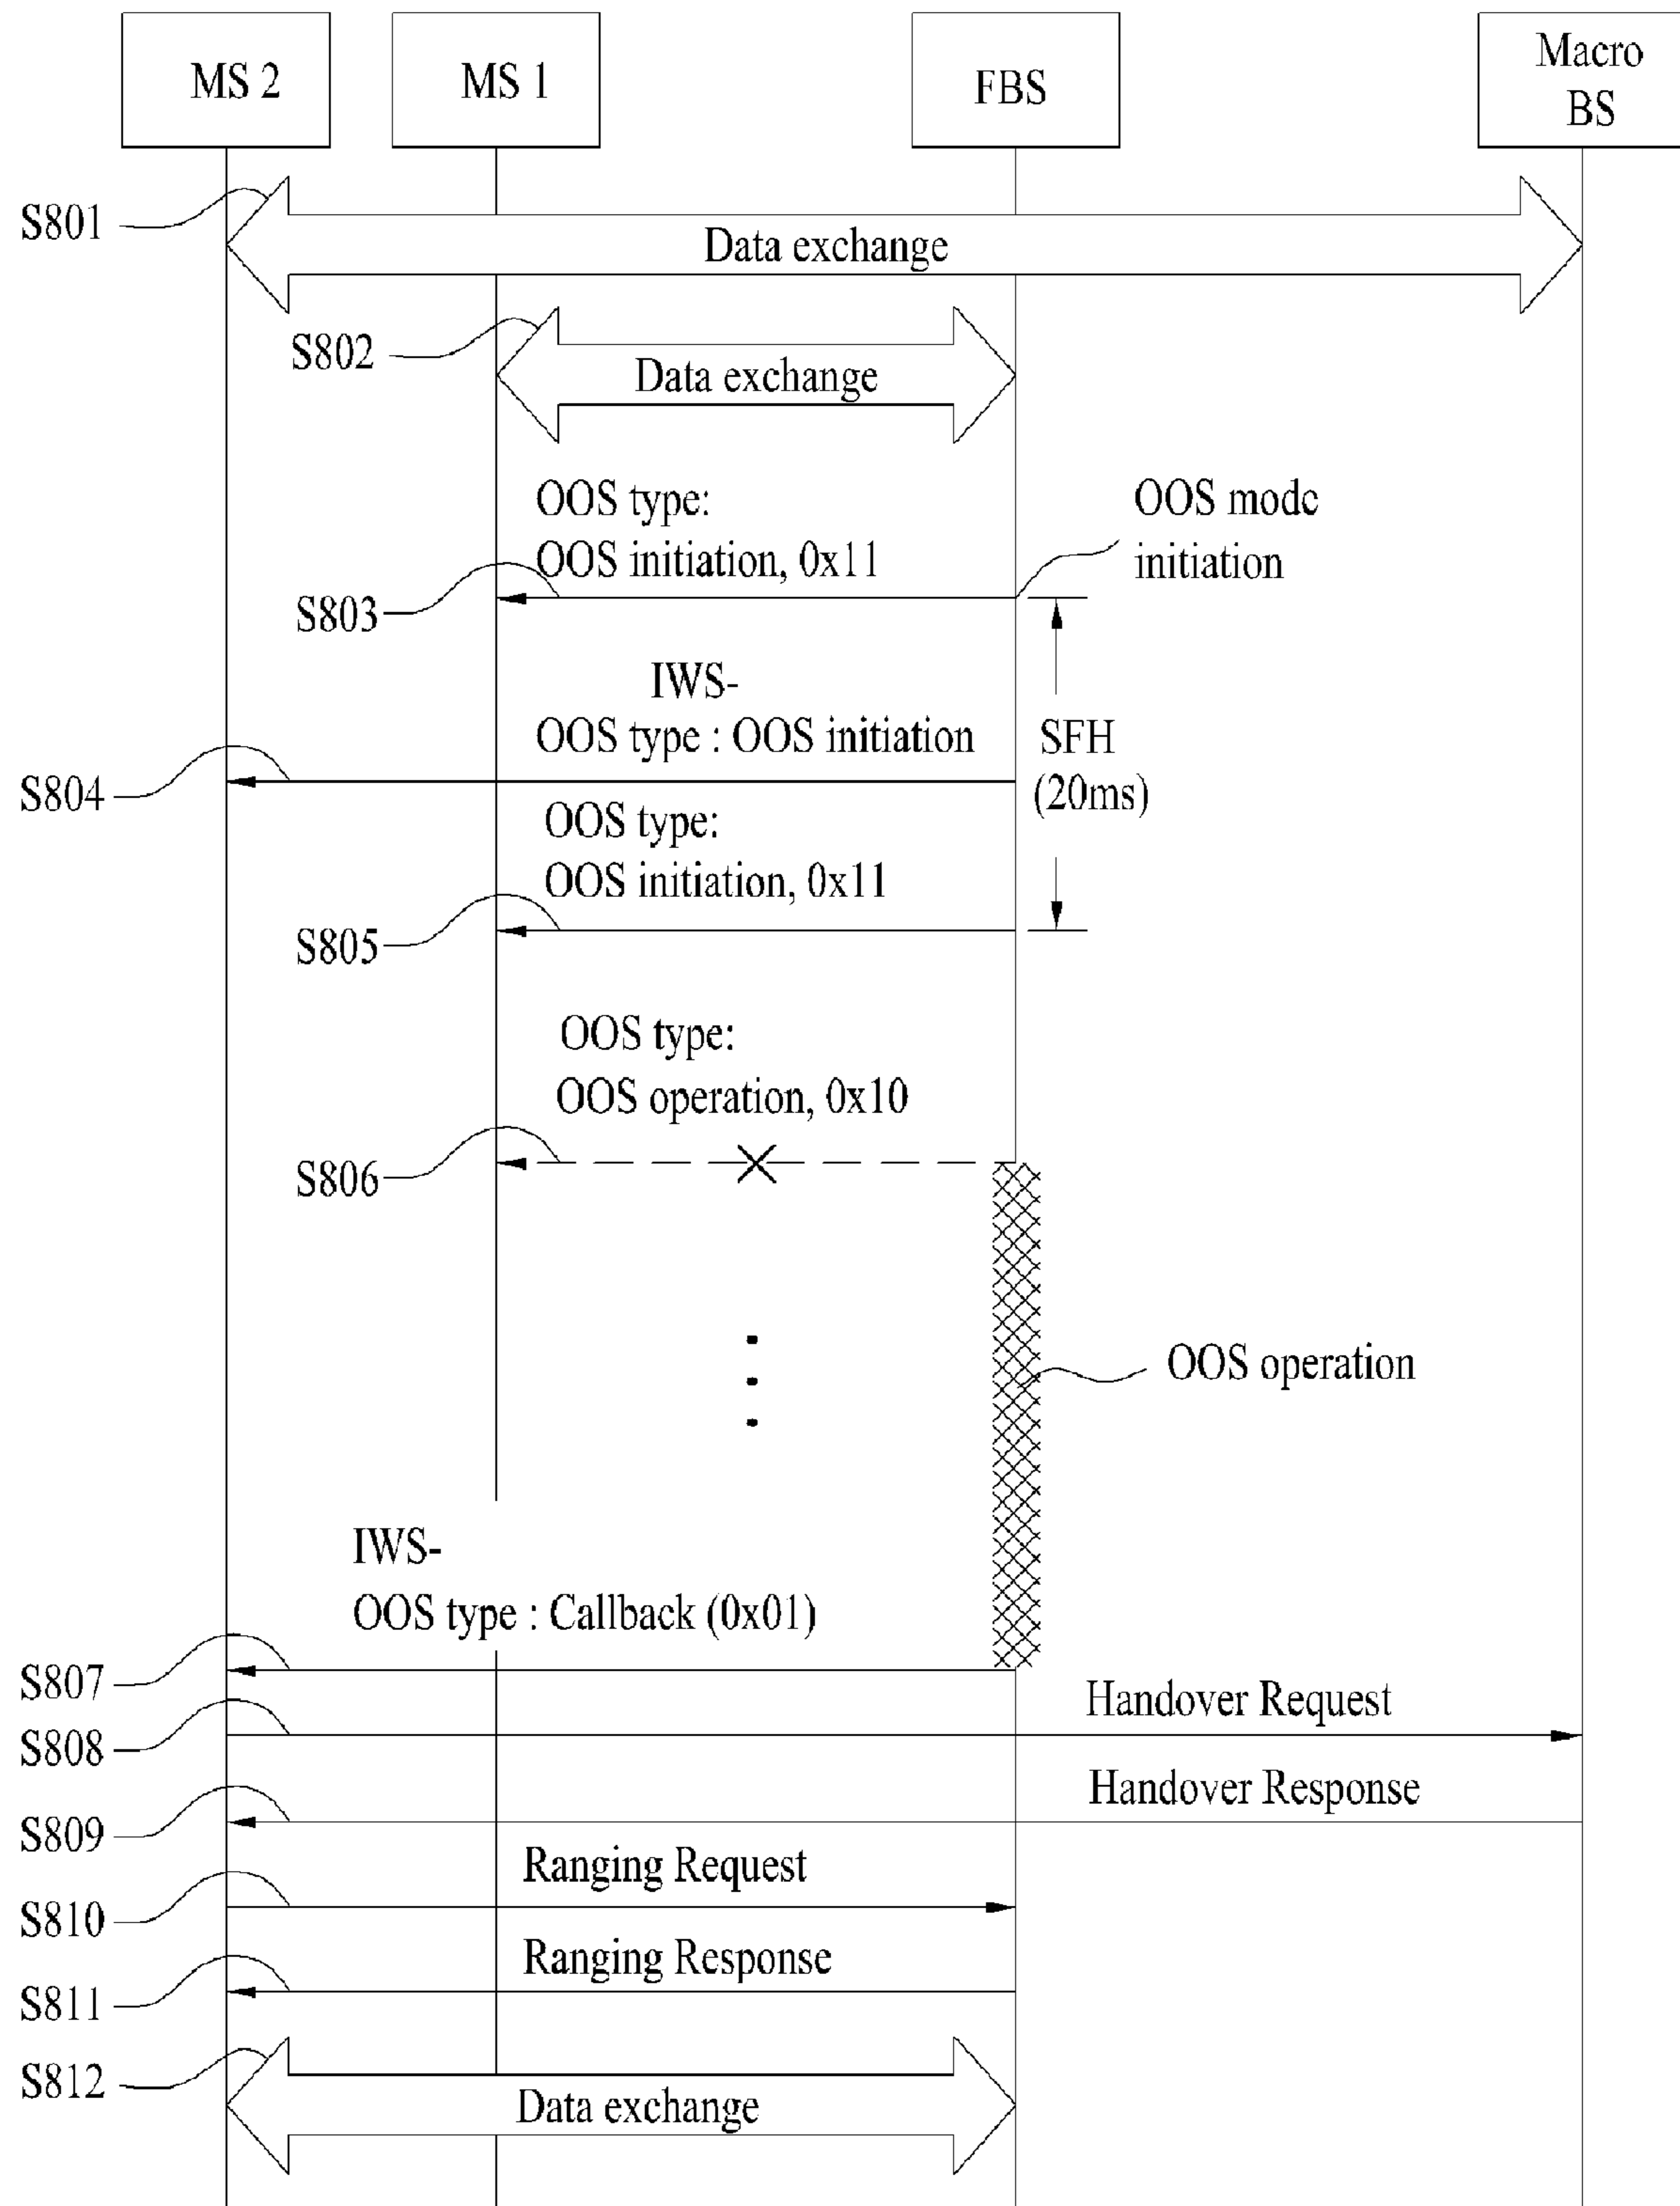 MS 2
MS 1
FBS
Macro
BS
S801
Data exchange
S802
Data exchange
OOS type:
OOS initiation, 0x11
OOS mode
initiation
S803
IWS-
OOS type : OOS initiation
SFH
(20ms)
S804
OOS type:
OOS initiation, 0x11
S805
OOS type:
OOS operation, 0x10
S806
OOS operation
IWS-
OOS type : Callback (0x01)
S807
Handover Request
S808
Handover Response
S809
Ranging Request
S810
Ranging Response
S811
S812
Data exchange